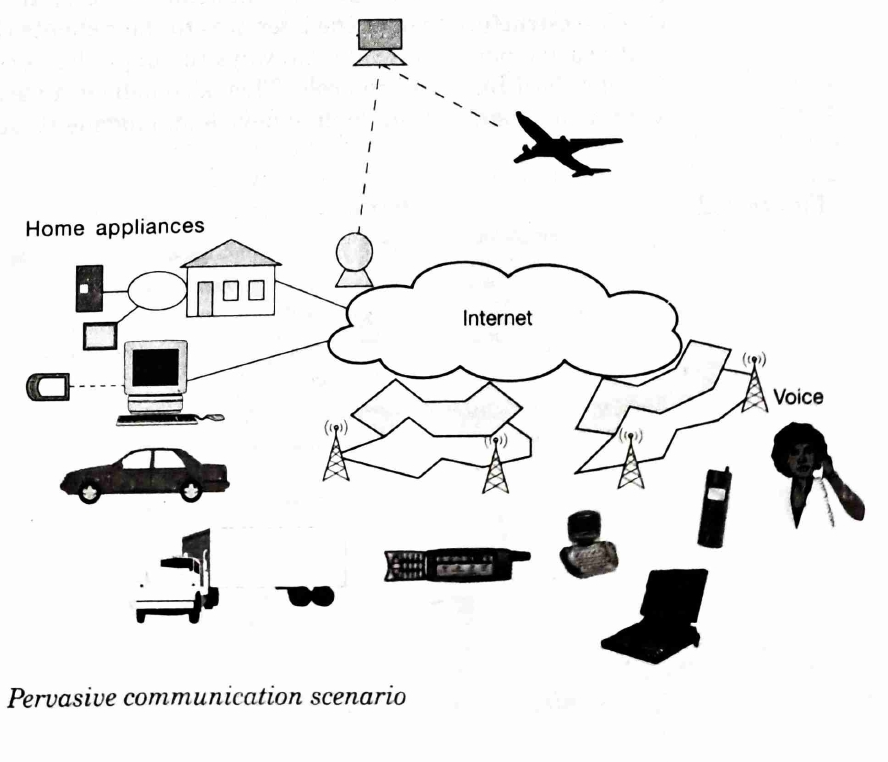 Home appliances
Internet
Voice
Pervasive communication scenario